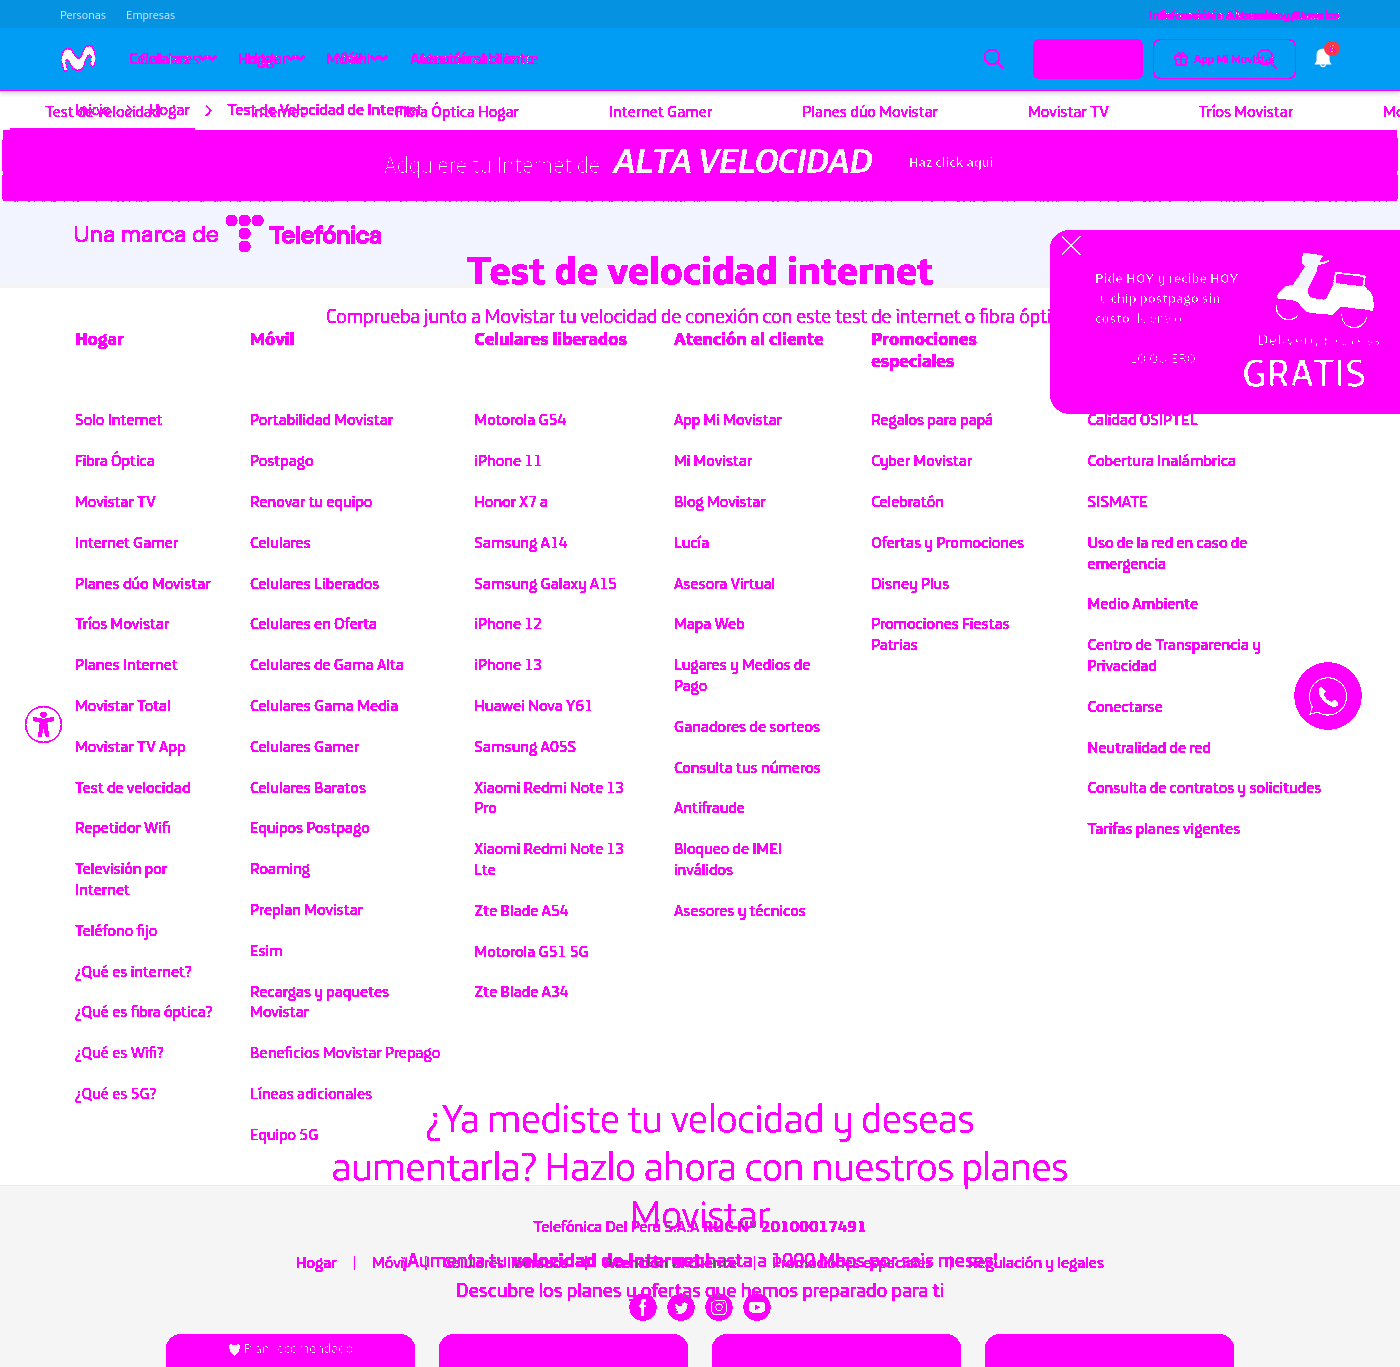 Personas Empresas
Celulares Hogar Móvil Atención al cliente App Mi Movistar
Inicio Hogar Test de Velocidad de Internet
Test de velocidad Internet Fibra Óptica Hogar Internet Gamer Planes dúo Movistar Movistar TV Tríos Movistar
Adquiere tu Internet de ALTA VELOCIDAD Haz click aquí
Una marca de Telefónica
Test de velocidad internet
Comprueba junto a Movistar tu velocidad de conexión con este test de internet o fibra ópti
Pide HOY y recibe HOY
tu chip postpago sin
costo
LO QUIERO
Delivery
GRATIS
Hogar
Solo Internet
Fibra Óptica
Movistar TV
Internet Gamer
Planes dúo Movistar
Tríos Movistar
Planes Internet
Movistar Total
Movistar TV App
Test de velocidad
Repetidor Wifi
Televisión por
Internet
Teléfono fijo
¿Qué es internet?
¿Qué es fibra óptica?
¿Qué es Wifi?
¿Qué es 5G?
Móvil
Portabilidad Movistar
Postpago
Renovar tu equipo
Celulares
Celulares Liberados
Celulares en Oferta
Celulares de Gama Alta
Celulares Gama Media
Celulares Gamer
Celulares Baratos
Equipos Postpago
Roaming
Preplan Movistar
Esim
Recargas y paquetes
Movistar
Beneficios Movistar Prepago
Líneas adicionales
Equipo 5G
Celulares liberados
Motorola G54
iPhone 11
Honor X7 a
Samsung A14
Samsung Galaxy A15
iPhone 12
iPhone 13
Huawei Nova Y61
Samsung A05S
Xiaomi Redmi Note 13
Pro
Xiaomi Redmi Note 13
Lte
Zte Blade A54
Motorola G51 5G
Zte Blade A34
Atención al cliente
App Mi Movistar
Mi Movistar
Blog Movistar
Lucía
Asesora Virtual
Mapa Web
Lugares y Medios de
Pago
Ganadores de sorteos
Consulta tus números
Antifraude
Bloqueo de IMEI
inválidos
Asesores y técnicos
Promociones
especiales
Regalos para papá
Cyber Movistar
Celebratón
Ofertas y Promociones
Disney Plus
Promociones Fiestas
Patrias
Calidad OSIPTEL
Cobertura Inalámbrica
SISMATE
Uso de la red en caso de
emergencia
Medio Ambiente
Centro de Transparencia y
Privacidad
Conectarse
Neutralidad de red
Consulta de contratos y solicitudes
Tarifas planes vigentes
¿Ya mediste tu velocidad y deseas
aumentarla? Hazlo ahora con nuestros planes
Movistar
Telefónica Del Perú S.A.A RUC Nº 20100017491
¡Aumenta tu velocidad de Internet hasta a 1000 Mbps por seis meses!
Hogar | Móvil | Celulares liberados | Atención al cliente | Promociones especiales | Regulación y legales
Descubre los planes y ofertas que hemos preparado para ti
Plan recomendado